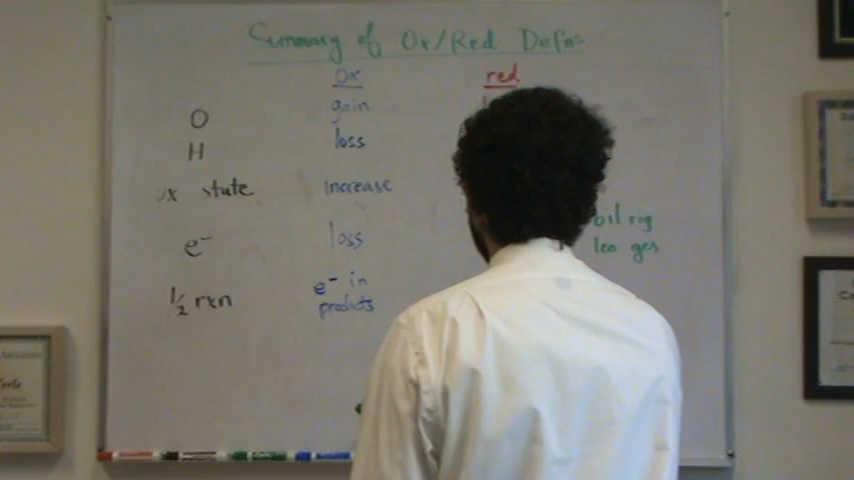 Summary of Ox/Red Defns
Ox red
O gain
H loss
Ox state increase
e⁻ loss oil rig
leo ger
½ rxn e⁻ in
products